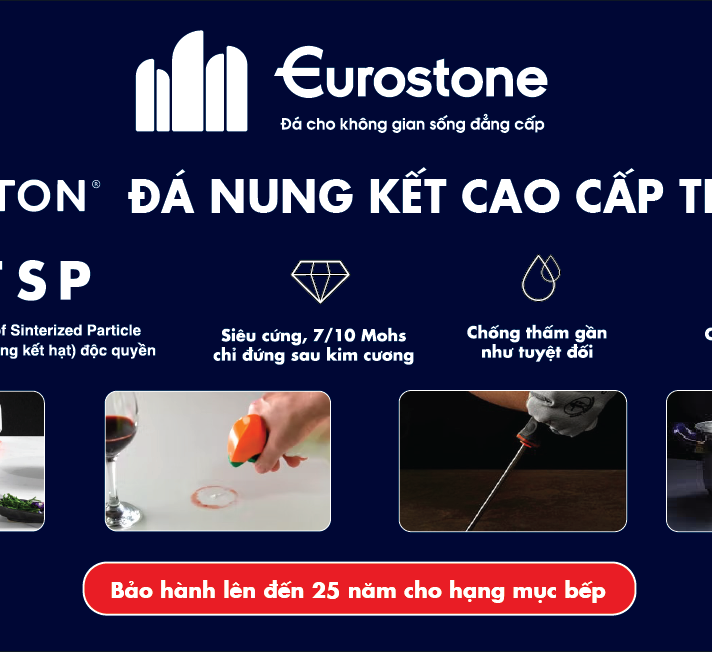 Eurostone
Đá cho không gian sống đẳng cấp
TON® ĐÁ NUNG KẾT CAO CẤP
SP
Sinterized Particle
kết hạt) độc quyền
Siêu cứng, 7/10 Mohs
chỉ đứng sau kim cương
Chống thấm gần
như tuyệt đối
Bảo hành lên đến 25 năm cho hạng mục bếp